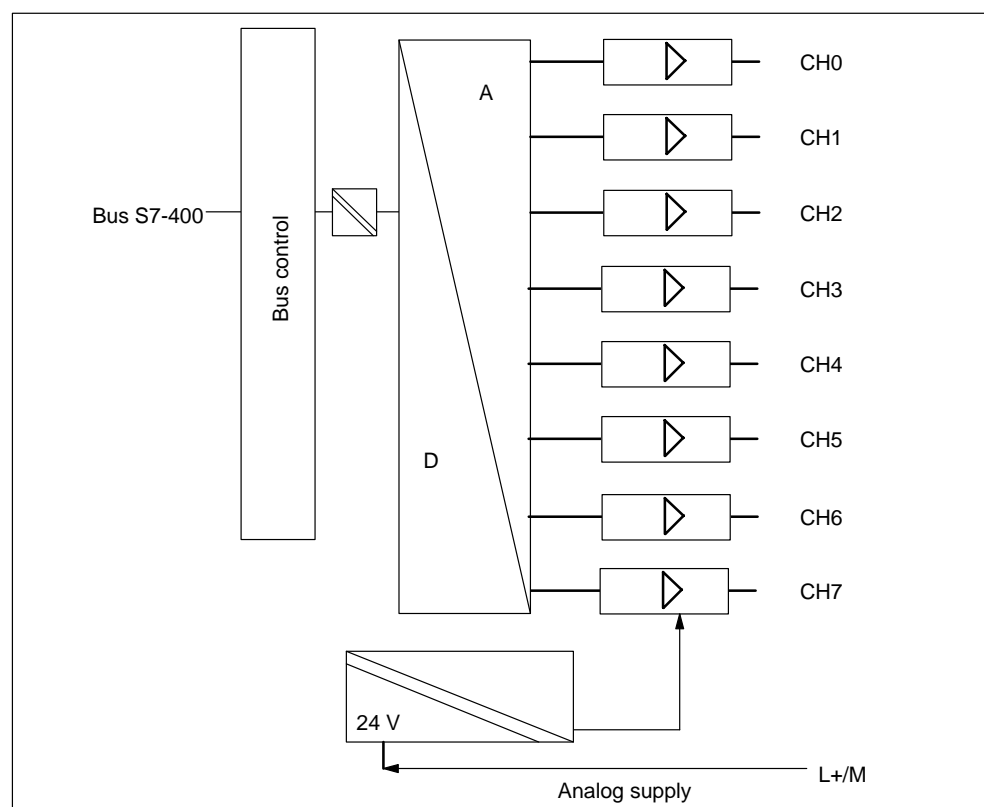 A
CH0
CH1
Bus S7-400
CH2
Bus control
CH3
CH4
D
CH5
CH6
CH7
24 V
L+/M
Analog supply